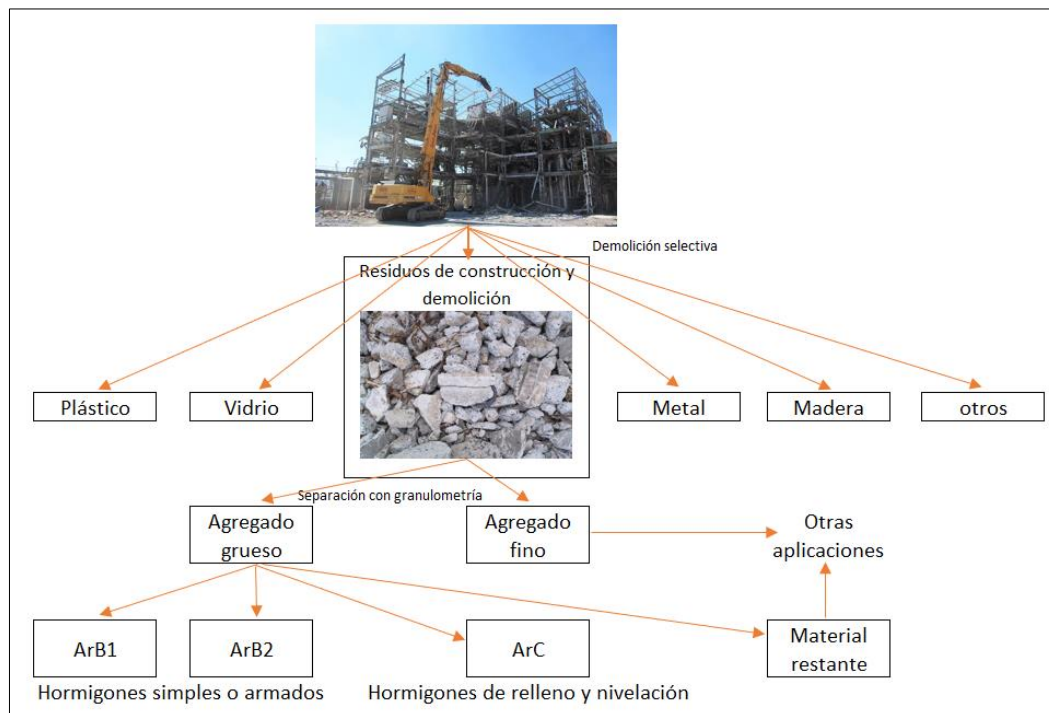 Demolición selectiva
Residuos de construcción y
demolición
Plástico
Vidrio
Metal
Madera
otros
Separación con granulometría
Agregado
grueso
Agregado
fino
Otras
aplicaciones
ArB1
ArB2
ArC
Material
restante
Hormigones simples o armados
Hormigones de relleno y nivelación